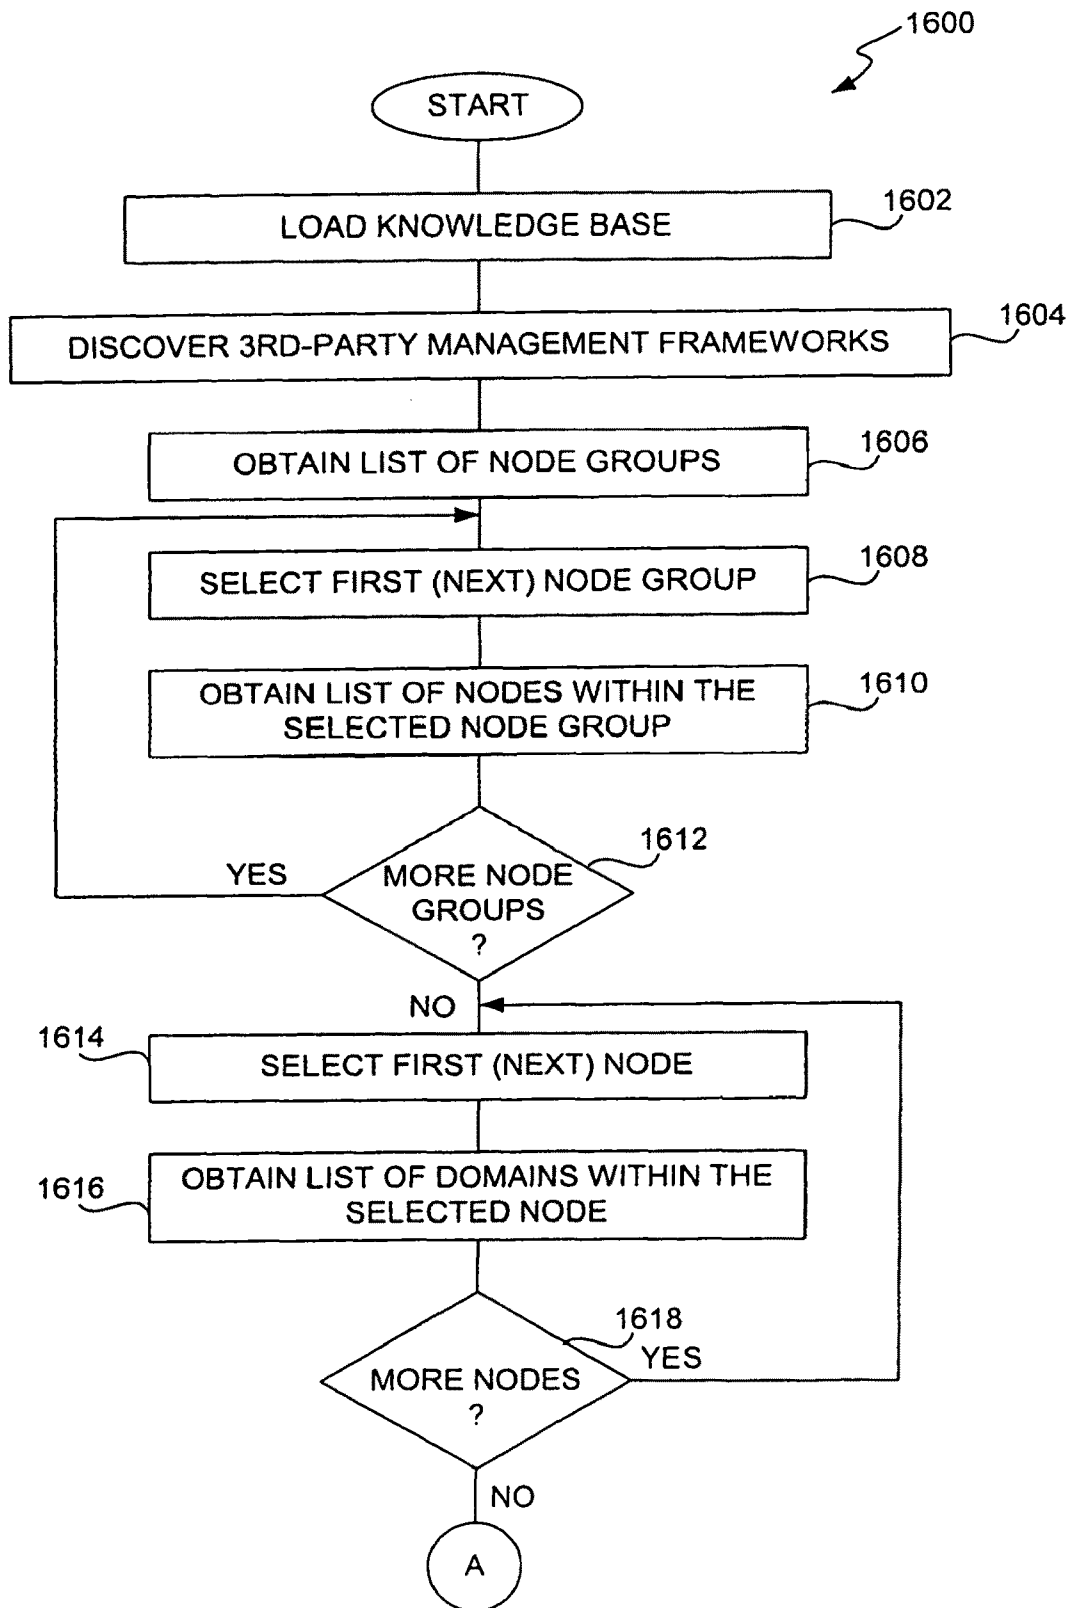 1600
START
LOAD KNOWLEDGE BASE
1602
DISCOVER 3RD-PARTY MANAGEMENT FRAMEWORKS
1604
OBTAIN LIST OF NODE GROUPS
1606
SELECT FIRST (NEXT) NODE GROUP
1608
OBTAIN LIST OF NODES WITHIN THE
SELECTED NODE GROUP
1610
MORE NODE
GROUPS
?
1612
YES
NO
1614
SELECT FIRST (NEXT) NODE
1616
OBTAIN LIST OF DOMAINS WITHIN THE
SELECTED NODE
1618
MORE NODES
?
YES
NO
A